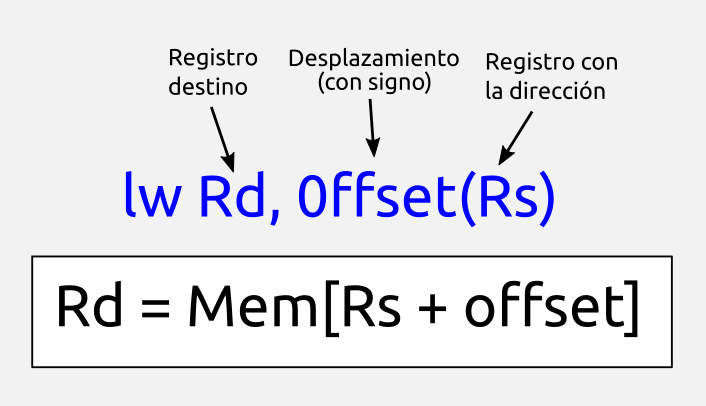 Registro
destino
Desplazamiento
(con signo)
Registro con
la dirección
lw Rd, 0ffset(Rs)
Rd = Mem[Rs + offset]